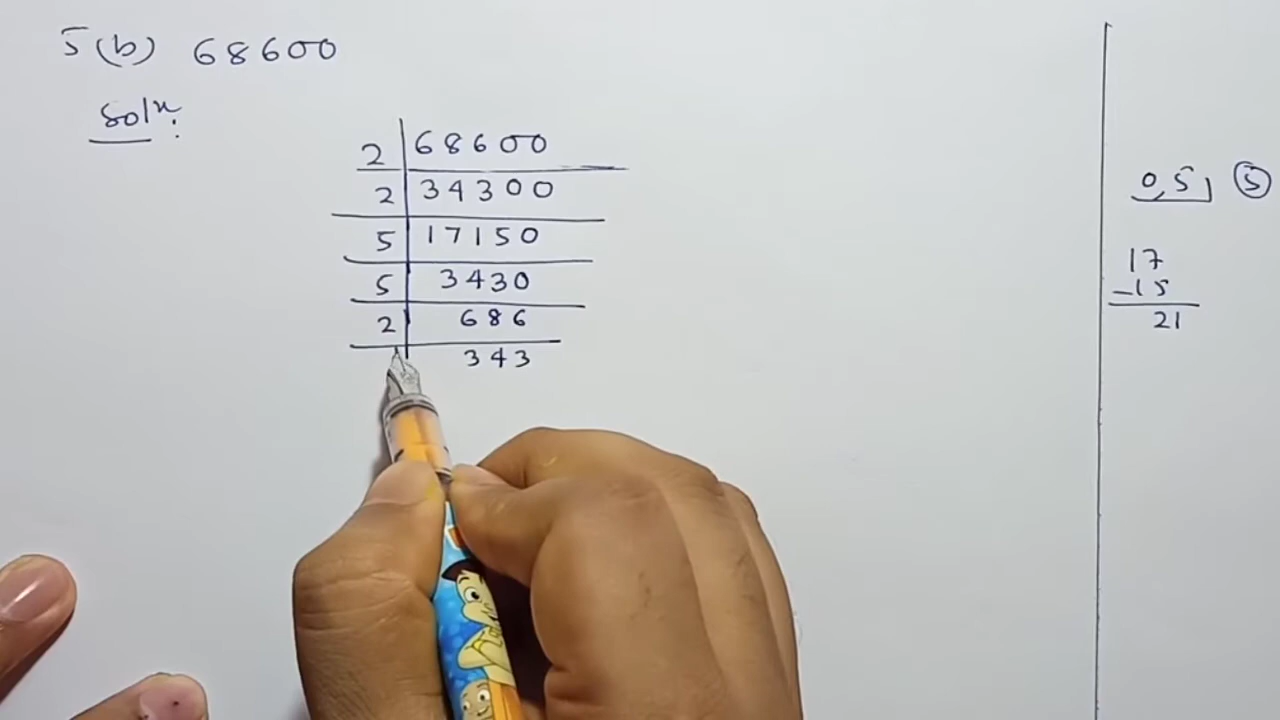 5(b) 68600
Solⁿ:
2 | 68600
2 | 34300
5 | 17150
5 | 3430
2 | 686
343
0,5 ⑤
17
-15
21